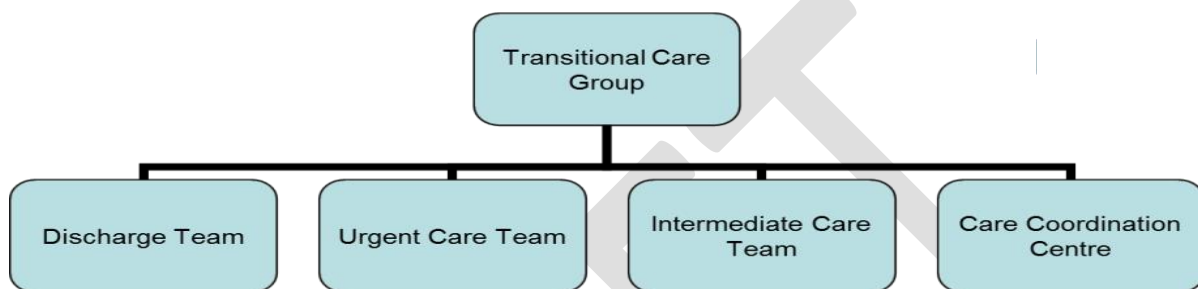 Transitional Care
Group
Discharge Team
Urgent Care Team
Intermediate Care
Team
Care Coordination
Centre